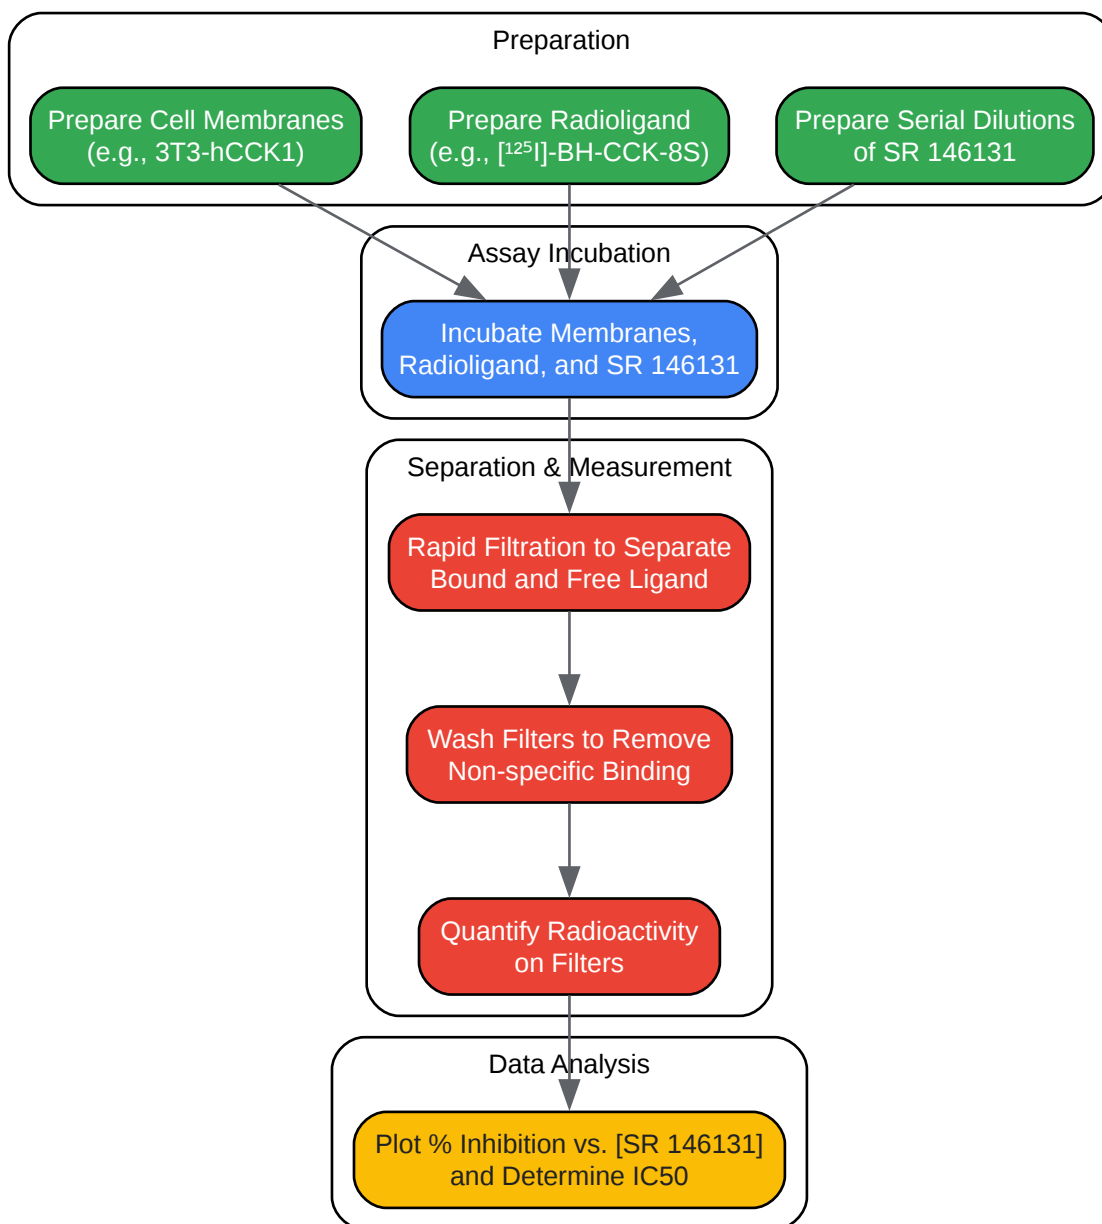 Preparation
Prepare Cell Membranes
(e.g., 3T3-hCCK1)
Prepare Radioligand
(e.g., [¹²⁵I]-BH-CCK-8S)
Prepare Serial Dilutions
of SR 146131
Assay Incubation
Incubate Membranes,
Radioligand, and SR 146131
Separation & Measurement
Rapid Filtration to Separate
Bound and Free Ligand
Wash Filters to Remove
Non-specific Binding
Quantify Radioactivity
on Filters
Data Analysis
Plot % Inhibition vs. [SR 146131]
and Determine IC50